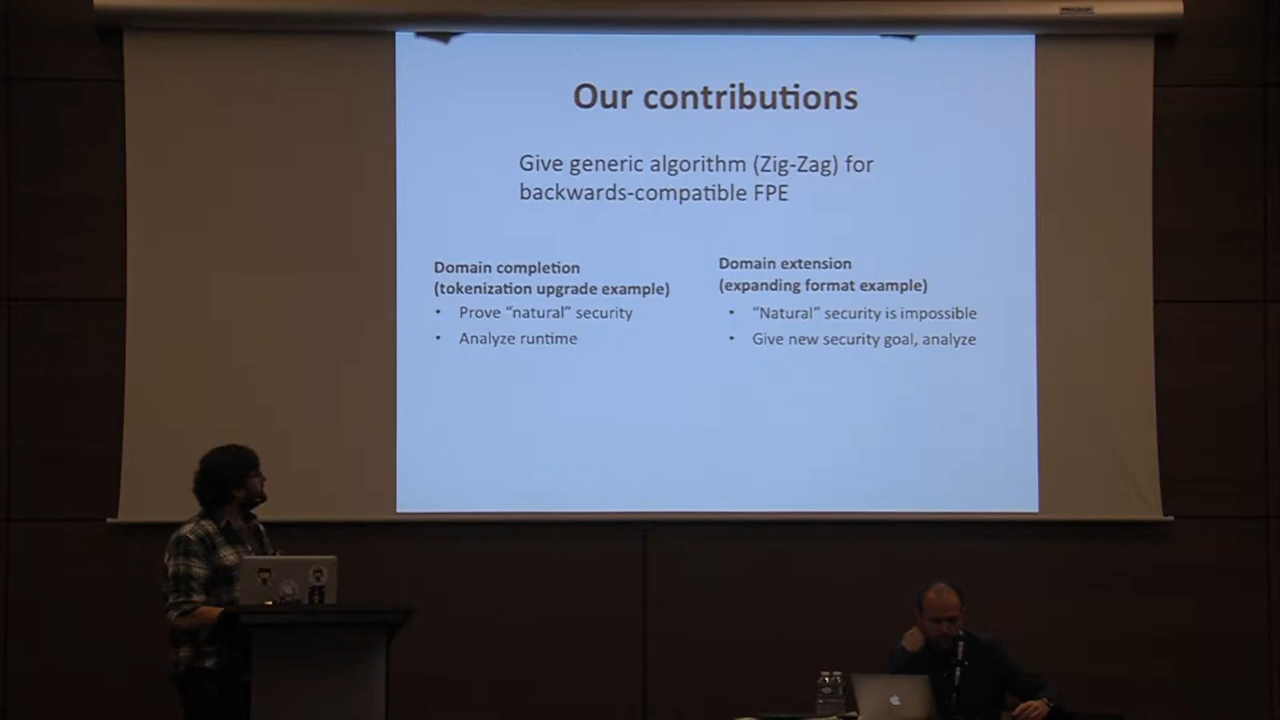 Our contributions
Give generic algorithm (Zig-Zag) for
backwards-compatible FPE
Domain completion
(tokenization upgrade example)
• Prove “natural” security
• Analyze runtime
Domain extension
(expanding format example)
• “Natural” security is impossible
• Give new security goal, analyze